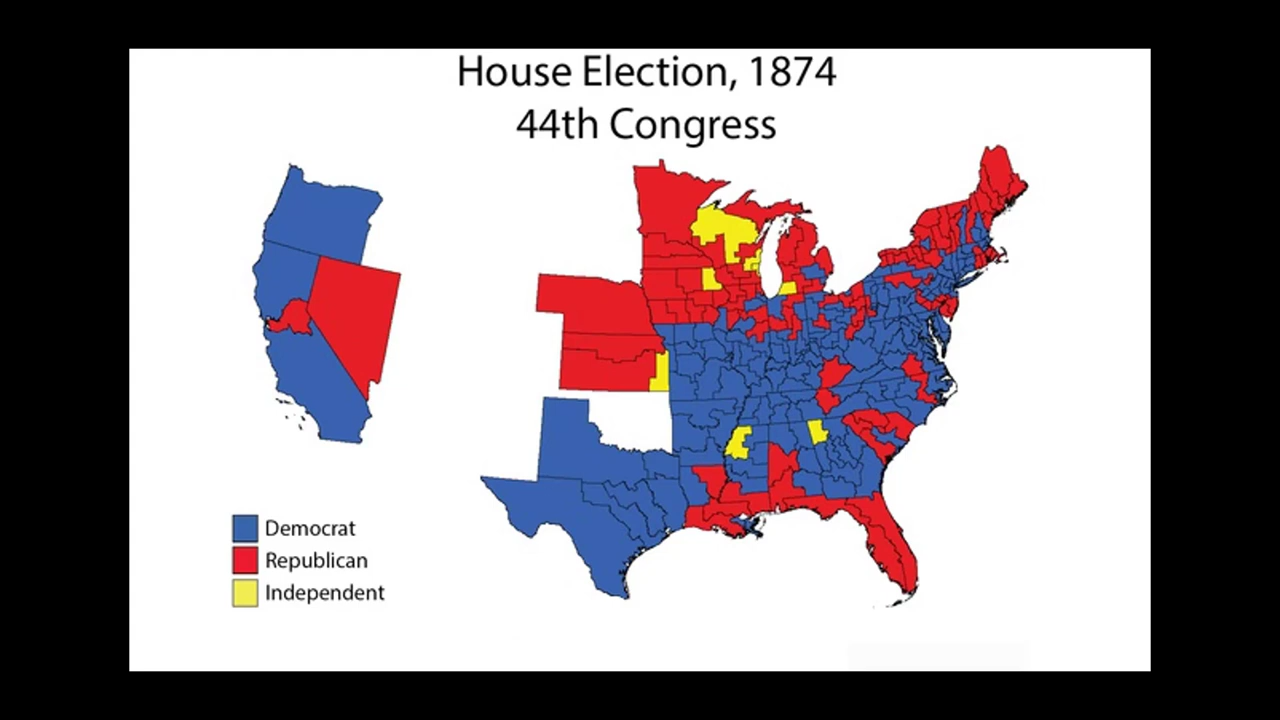 House Election, 1874
44th Congress
Democrat
Republican
Independent